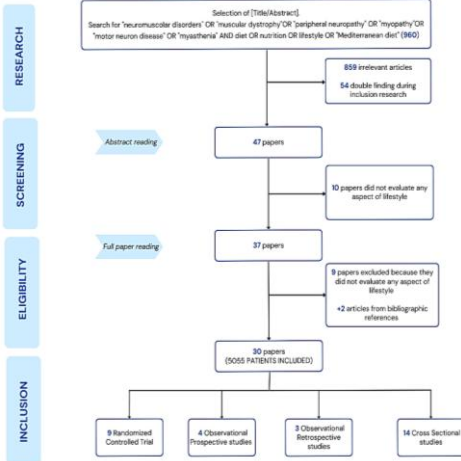 RESEARCH
Selection of [Title/Abstract].
Search for "neuromuscular disorders" OR "muscular dystrophy"OR "peripheral neuropathy" OR "myopathy"OR
"motor neuron disease" OR "myasthenia" AND diet OR nutrition OR lifestyle OR "Mediterranean diet" (960)
859 irrelevant articles
54 double finding during
inclusion research
SCREENING
Abstract reading
47 papers
10 papers did not evaluate any
aspect of lifestyle
ELIGIBILITY
Full paper reading
37 papers
9 papers excluded because they
did not evaluate any aspect of
lifestyle
+2 articles from bibliographic
references
30 papers
(5055 PATIENTS INCLUDED)
INCLUSION
9 Randomized
Controlled Trial
4 Observational
Prospective studies
3 Observational
Retrospective
studies
14 Cross Sectional
studies